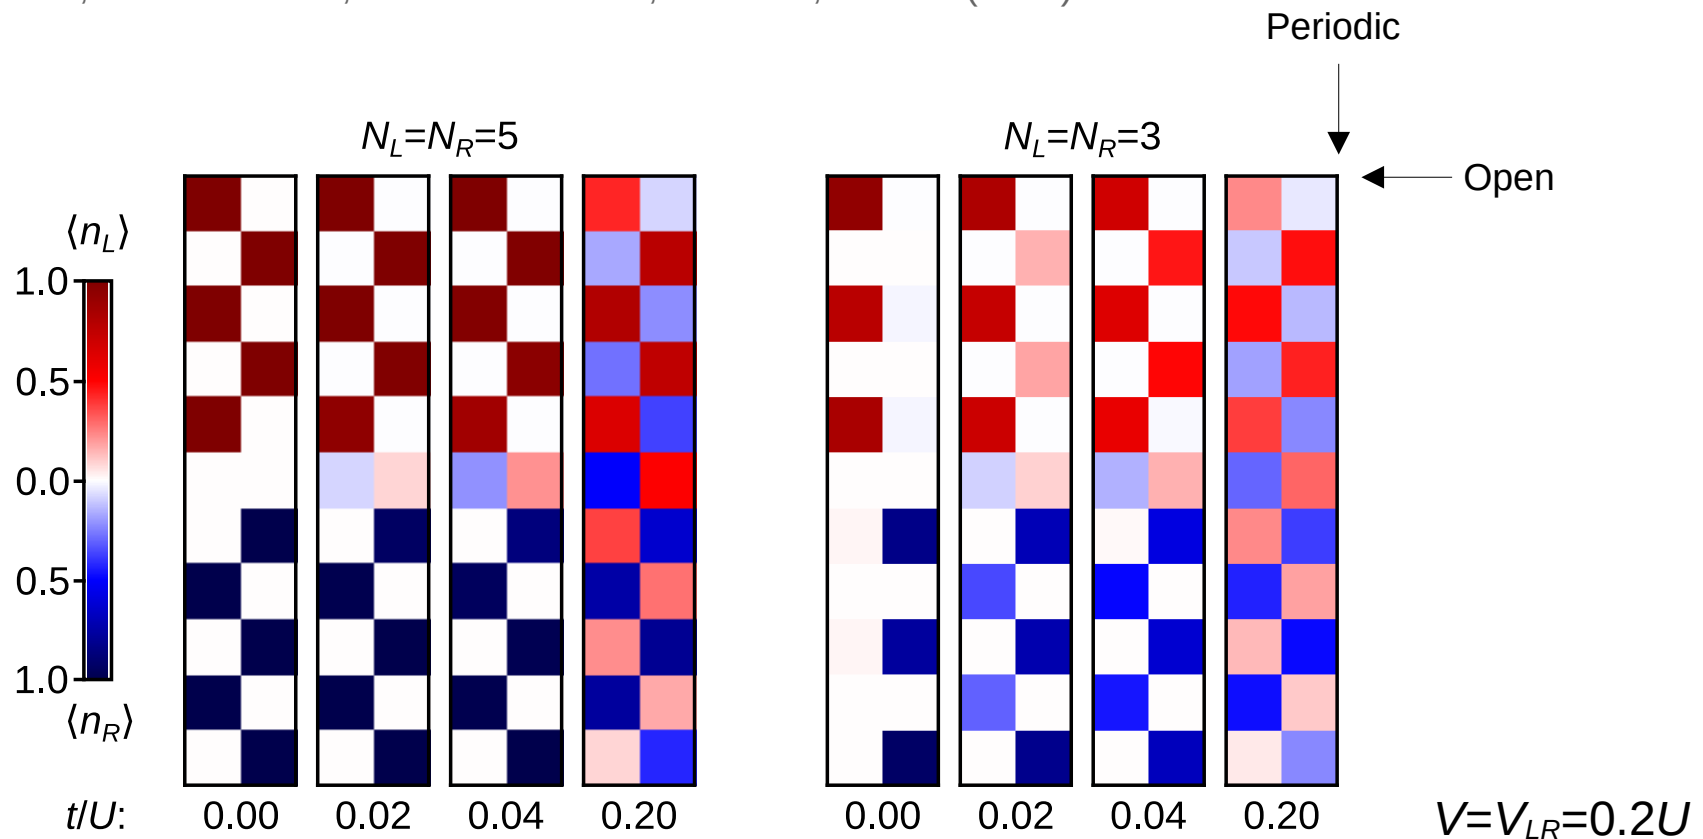 Periodic
N_L=N_R=5
N_L=N_R=3
Open
⟨n_L⟩
1.0
0.5
0.0
0.5
1.0
⟨n_R⟩
t/U: 0.00 0.02 0.04 0.20 0.00 0.02 0.04 0.20
V=V_LR=0.2U